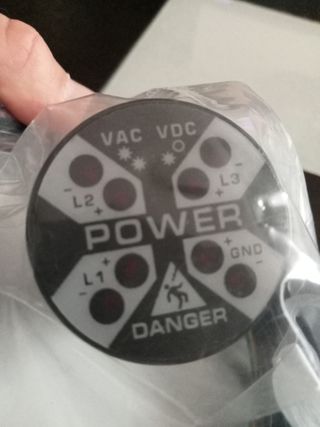 VAC VDC
- L2 +
- L3 +
POWER
L1 + -
+ GND -
DANGER